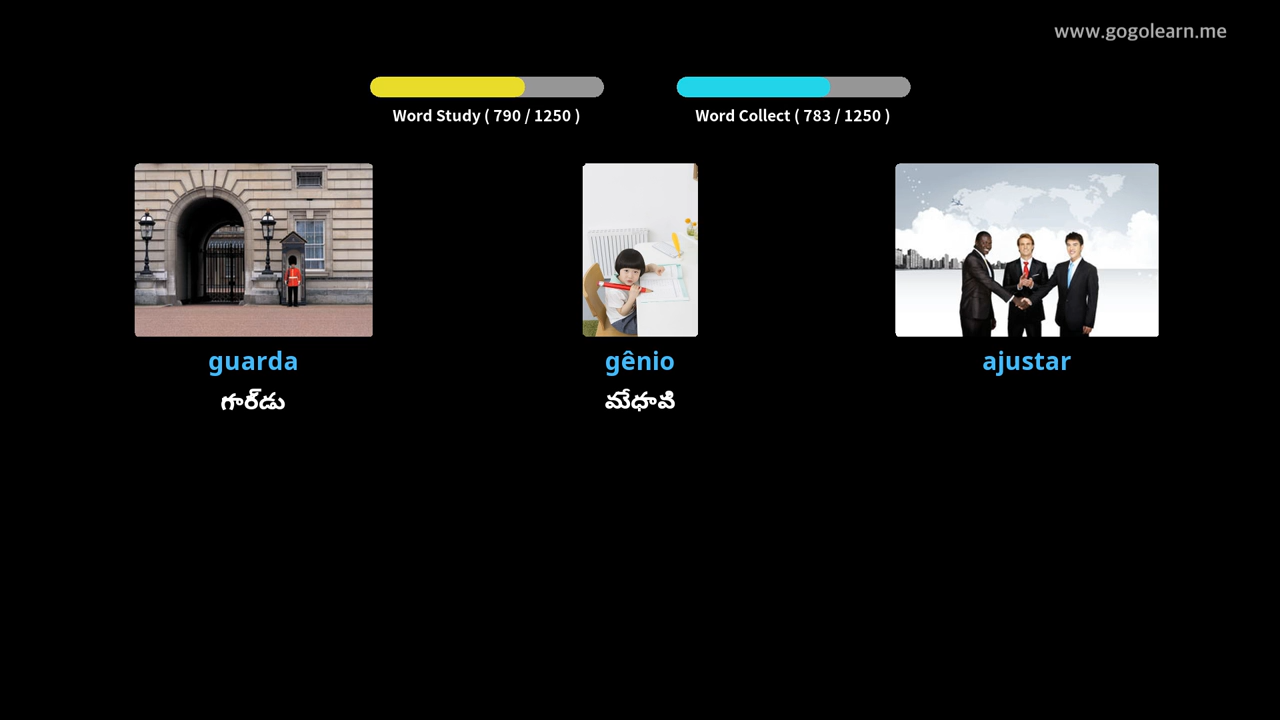 www.gogolearn.me
Word Study ( 790 / 1250 )
Word Collect ( 783 / 1250 )
guarda
gênio
ajustar
గార్‌డు
మేధావి